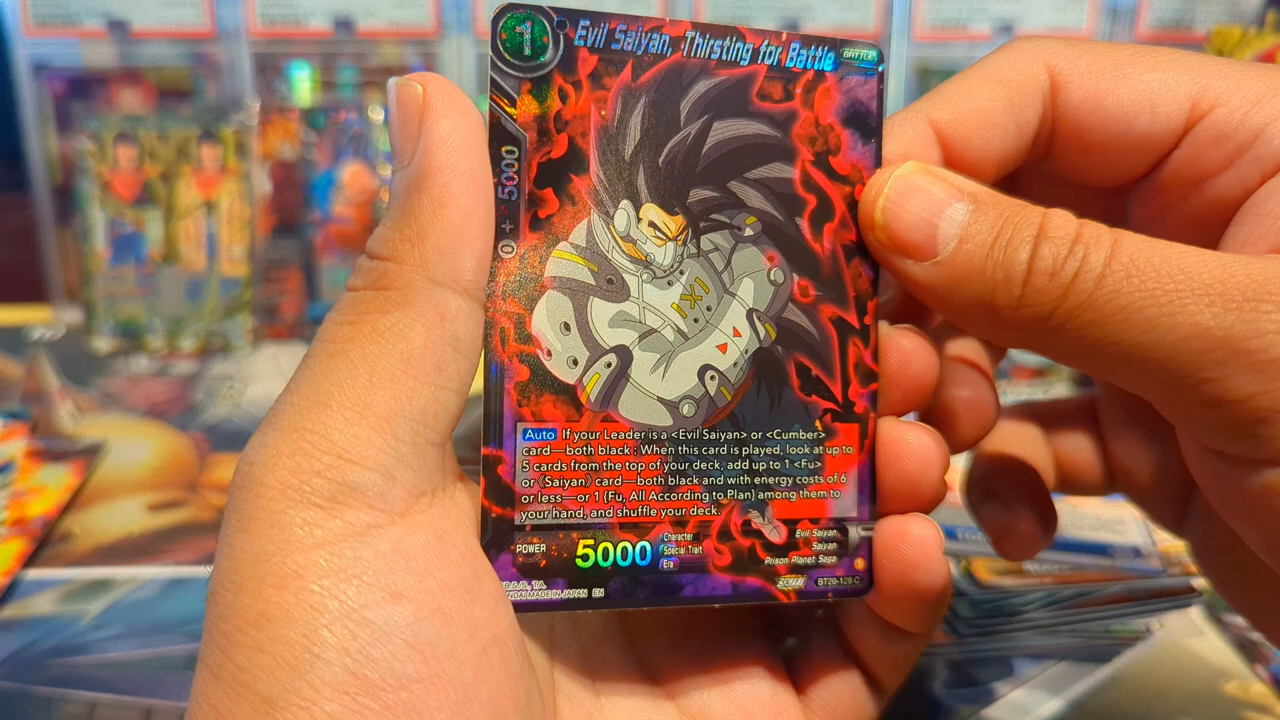 1
Evil Saiyan, Thirsting for Battle
BATTLE
0 + 5000
Auto If your Leader is a <Evil Saiyan> or <Cumber>
card—both black : When this card is played, look at up to
5 cards from the top of your deck, add up to 1 <Fu>
or 《Saiyan》 card—both black and with energy costs of 6
or less—or 1 {Fu, All According to Plan} among them to
your hand, and shuffle your deck.
POWER 5000
Character Evil Saiyan
Special Trait Saiyan
Era Prison Planet Saga
BT20-128 C
B.S./S., T.A.
NDAI MADE IN JAPAN EN